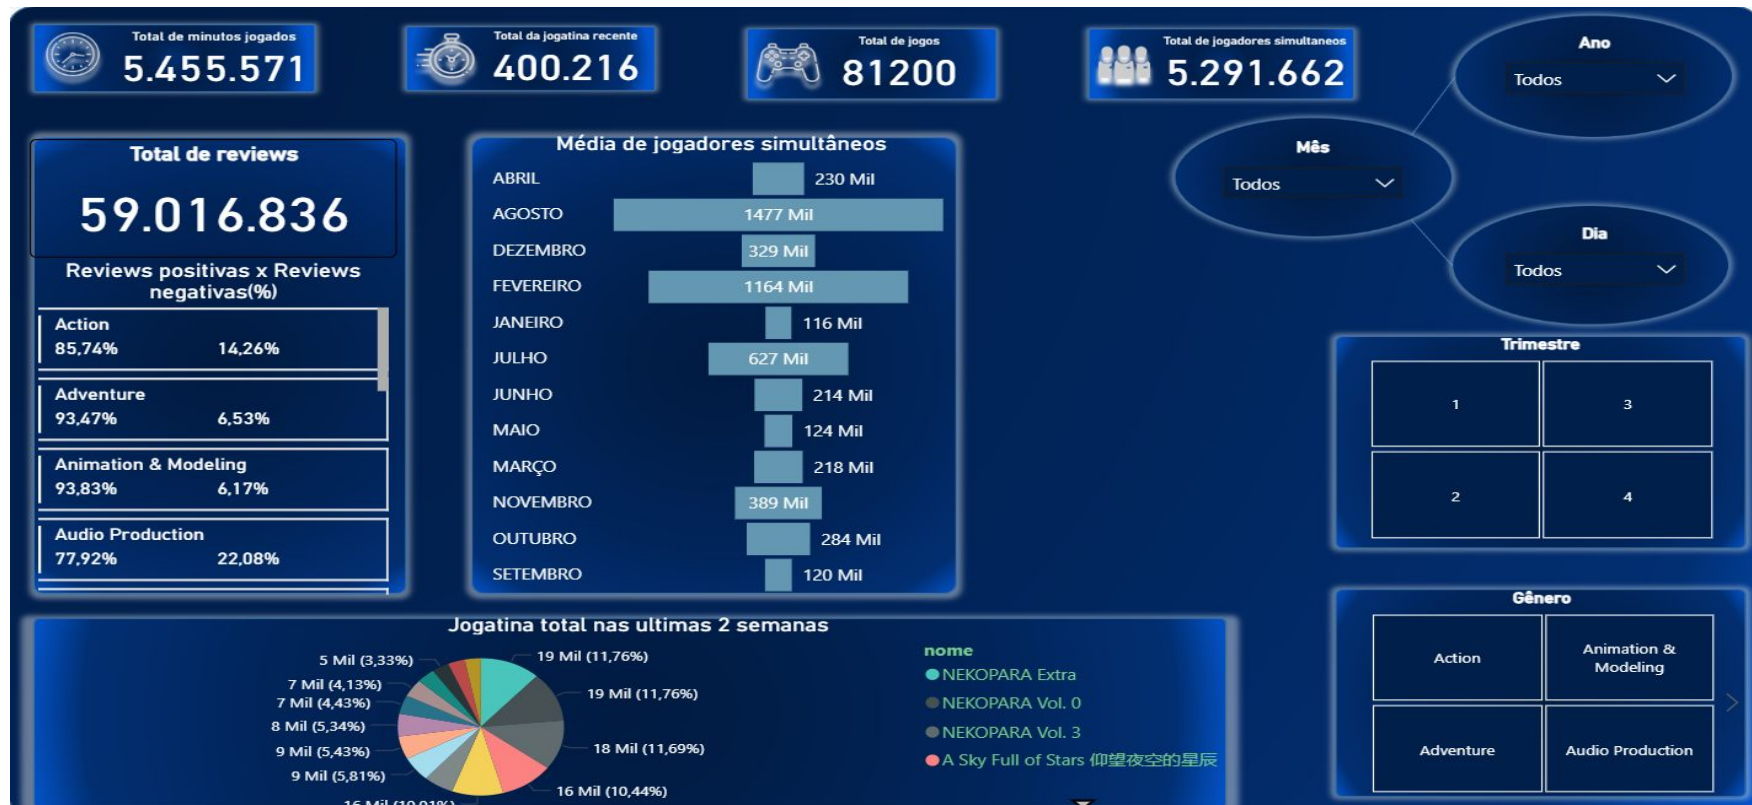 Total de minutos jogados
5.455.571
Total da jogatina recente
400.216
Total de jogos
81200
Total de jogadores simultaneos
5.291.662
Ano
Todos
Mês
Todos
Dia
Todos
Total de reviews
59.016.836
Reviews positivas x Reviews
negativas(%)
Action
85,74% 14,26%
Adventure
93,47% 6,53%
Animation & Modeling
93,83% 6,17%
Audio Production
77,92% 22,08%
Média de jogadores simultâneos
ABRIL 230 Mil
AGOSTO 1477 Mil
DEZEMBRO 329 Mil
FEVEREIRO 1164 Mil
JANEIRO 116 Mil
JULHO 627 Mil
JUNHO 214 Mil
MAIO 124 Mil
MARÇO 218 Mil
NOVEMBRO 389 Mil
OUTUBRO 284 Mil
SETEMBRO 120 Mil
Trimestre
1 3
2 4
Gênero
Action
Animation &
Modeling
Adventure
Audio Production
Jogatina total nas ultimas 2 semanas
19 Mil (11,76%)
19 Mil (11,76%)
18 Mil (11,69%)
16 Mil (10,44%)
16 Mil (10,01%)
9 Mil (5,81%)
9 Mil (5,43%)
8 Mil (5,34%)
7 Mil (4,43%)
7 Mil (4,13%)
5 Mil (3,33%)
nome
NEKOPARA Extra
NEKOPARA Vol. 0
NEKOPARA Vol. 3
A Sky Full of Stars 仰望夜空的星辰